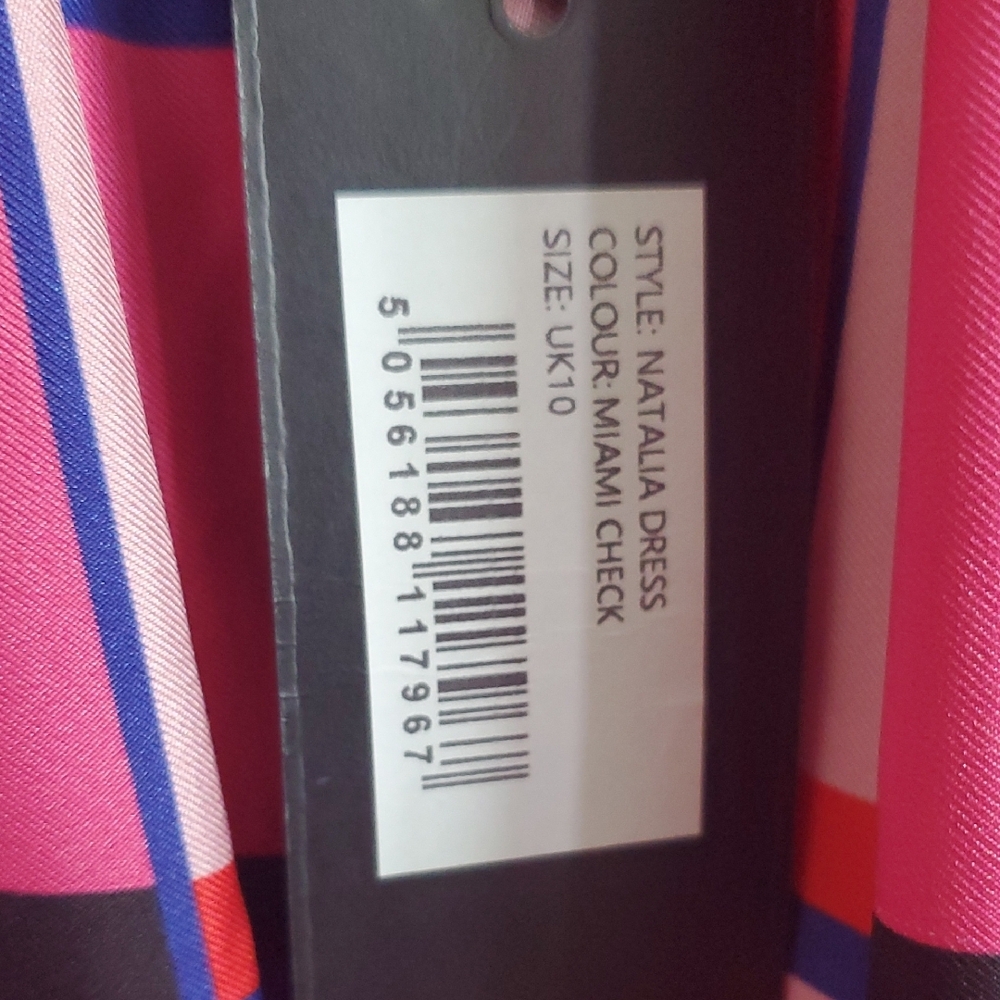 STYLE: NATALIA DRESS
COLOUR: MIAMI CHECK
SIZE: UK10
5 056188 117967